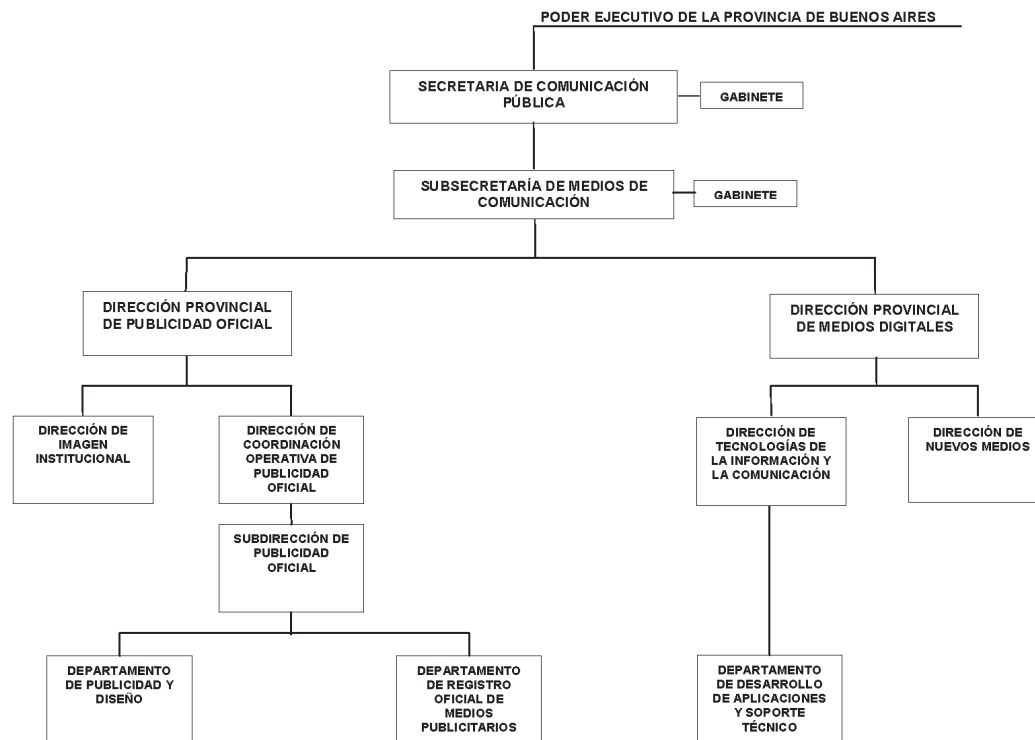 PODER EJECUTIVO DE LA PROVINCIA DE BUENOS AIRES
SECRETARIA DE COMUNICACIÓN
PÚBLICA
GABINETE
SUBSECRETARÍA DE MEDIOS DE
COMUNICACIÓN
GABINETE
DIRECCIÓN PROVINCIAL
DE PUBLICIDAD OFICIAL
DIRECCIÓN PROVINCIAL
DE MEDIOS DIGITALES
DIRECCIÓN DE
IMAGEN
INSTITUCIONAL
DIRECCIÓN DE
COORDINACIÓN
OPERATIVA DE
PUBLICIDAD
OFICIAL
DIRECCIÓN DE
TECNOLOGÍAS DE
LA INFORMACIÓN Y
LA COMUNICACIÓN
DIRECCIÓN DE
NUEVOS MEDIOS
SUBDIRECCIÓN DE
PUBLICIDAD
OFICIAL
DEPARTAMENTO
DE PUBLICIDAD Y
DISEÑO
DEPARTAMENTO
DE REGISTRO
OFICIAL DE
MEDIOS
PUBLICITARIOS
DEPARTAMENTO
DE DESARROLLO
DE APLICACIONES
Y SOPORTE
TÉCNICO